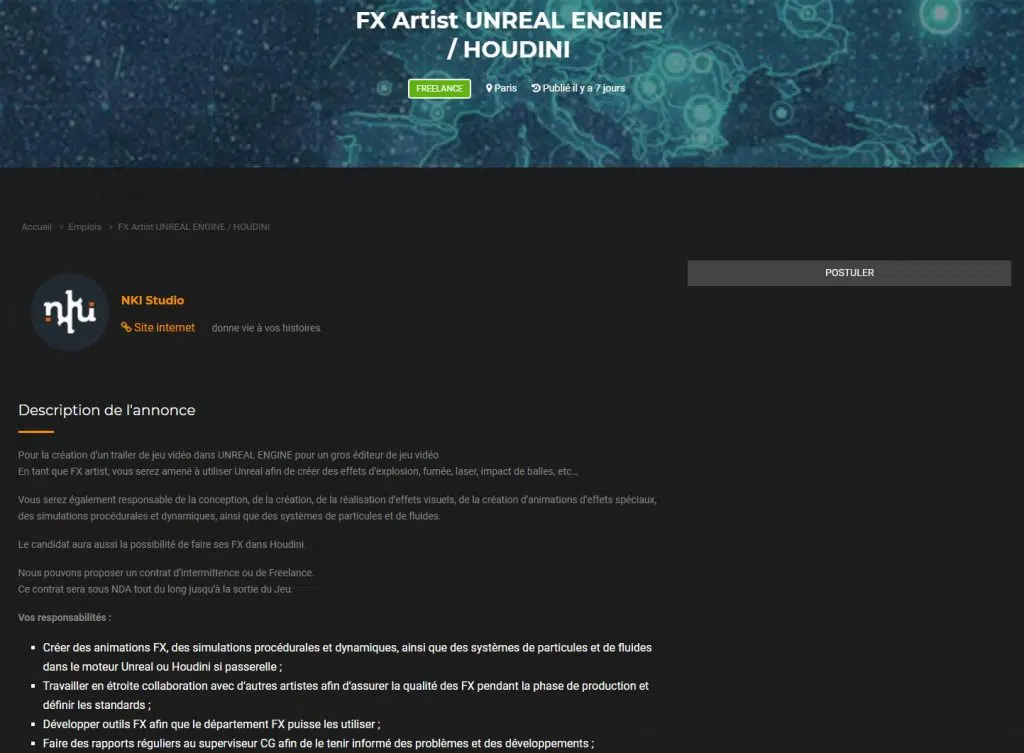 FX Artist UNREAL ENGINE
/ HOUDINI
FREELANCE Paris Publié il y a 7 jours
Accueil > Emplois > FX Artist UNREAL ENGINE / HOUDINI
POSTULER
nki
NKI Studio
Site internet donne vie à vos histoires.
Description de l'annonce
Pour la création d'un trailer de jeu vidéo dans UNREAL ENGINE pour un gros éditeur de jeu vidéo
En tant que FX artist, vous serez amené à utiliser Unreal afin de créer des effets d'explosion, fumée, laser, impact de balles, etc…
Vous serez également responsable de la conception, de la création, de la réalisation d'effets visuels, de la création d'animations d'effets spéciaux,
des simulations procédurales et dynamiques, ainsi que des systèmes de particules et de fluides.
Le candidat aura aussi la possibilité de faire ses FX dans Houdini.
Nous pouvons proposer un contrat d'intermittence ou de Freelance.
Ce contrat sera sous NDA tout du long jusqu'à la sortie du Jeu.
Vos responsabilités :
▪ Créer des animations FX, des simulations procédurales et dynamiques, ainsi que des systèmes de particules et de fluides
dans le moteur Unreal ou Houdini si passerelle ;
▪ Travailler en étroite collaboration avec d'autres artistes afin d'assurer la qualité des FX pendant la phase de production et
définir les standards ;
▪ Développer outils FX afin que le département FX puisse les utiliser ;
▪ Faire des rapports réguliers au superviseur CG afin de le tenir informé des problèmes et des développements ;